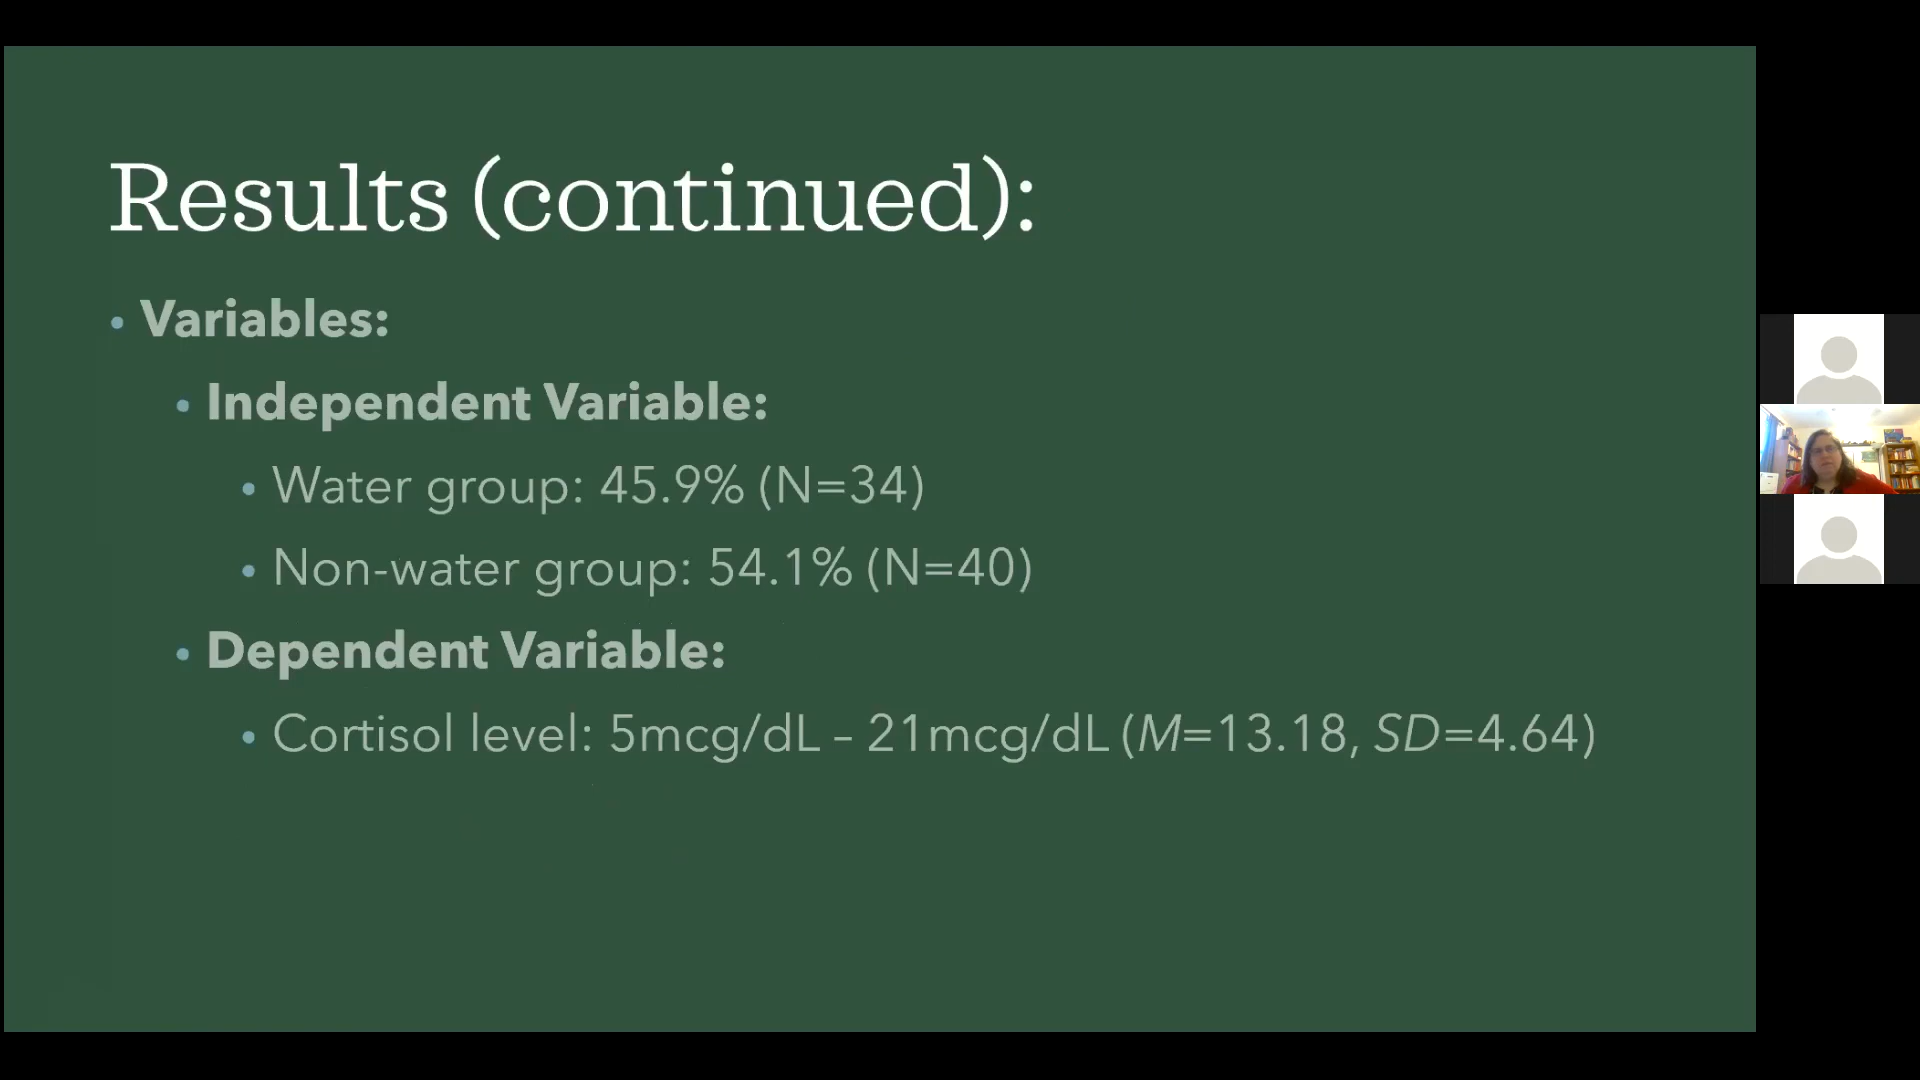 Results (continued):
• Variables:
• Independent Variable:
• Water group: 45.9% (N=34)
• Non-water group: 54.1% (N=40)
• Dependent Variable:
• Cortisol level: 5mcg/dL – 21mcg/dL (M=13.18, SD=4.64)